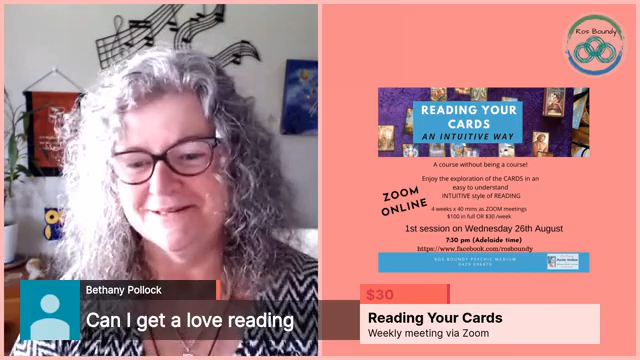 Ros Boundy
READING YOUR
CARDS
AN INTUITIVE WAY
A course without being a course!
Enjoy the exploration of the CARDS in an
easy to understand
INTUITIVE style of READING
ZOOM
ONLINE
4 weeks x 40 mins as ZOOM meetings
$100 in full OR $30 /week
1st session on Wednesday 26th August
7:30 pm (Adelaide time)
https://www.facebook.com/rosboundy
ROS BOUNDY PSYCHIC MEDIUM
Bethany Pollock
Can I get a love reading
$30
Reading Your Cards
Weekly meeting via Zoom